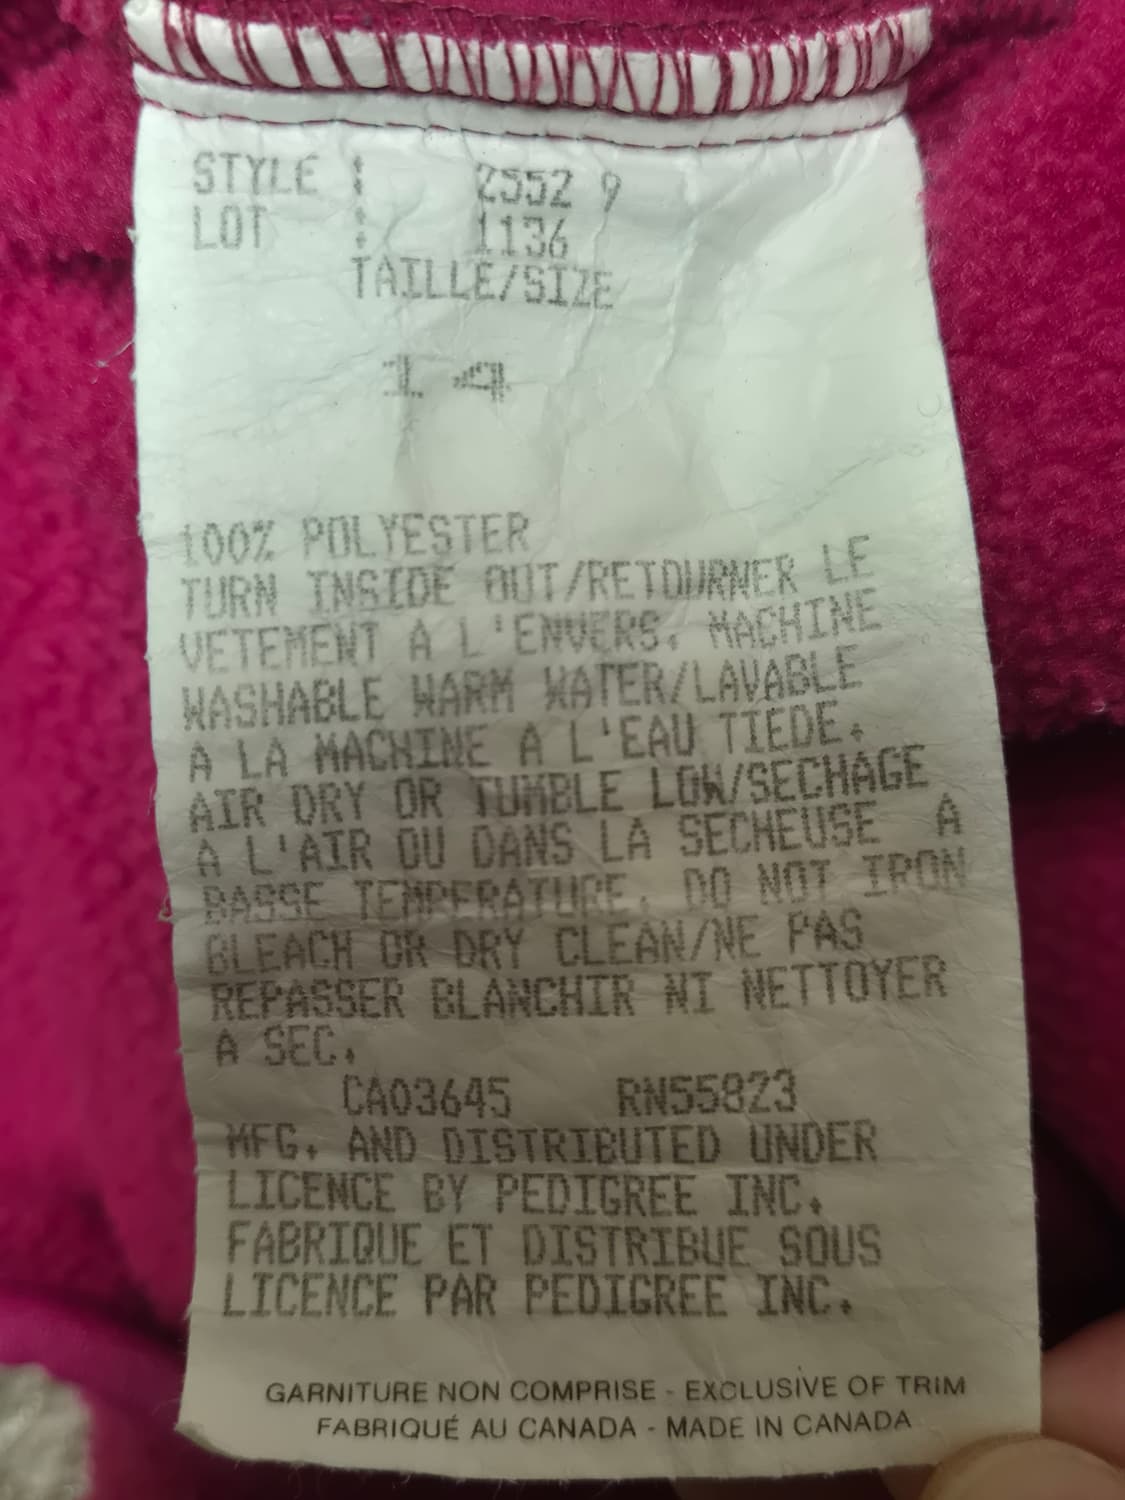 STYLE : 2552 9
LOT : 1136
TAILLE/SIZE
14
100% POLYESTER
TURN INSIDE OUT/RETOURNER LE
VETEMENT A L'ENVERS. MACHINE
WASHABLE WARM WATER/LAVABLE
A LA MACHINE A L'EAU TIEDE.
AIR DRY OR TUMBLE LOW/SECHAGE
A L'AIR OU DANS LA SECHEUSE A
BASSE TEMPERATURE. DO NOT IRON
BLEACH OR DRY CLEAN/NE PAS
REPASSER BLANCHIR NI NETTOYER
A SEC.
CA03645 RN55823
MFG. AND DISTRIBUTED UNDER
LICENCE BY PEDIGREE INC.
FABRIQUE ET DISTRIBUE SOUS
LICENCE PAR PEDIGREE INC.
GARNITURE NON COMPRISE - EXCLUSIVE OF TRIM
FABRIQUÉ AU CANADA - MADE IN CANADA